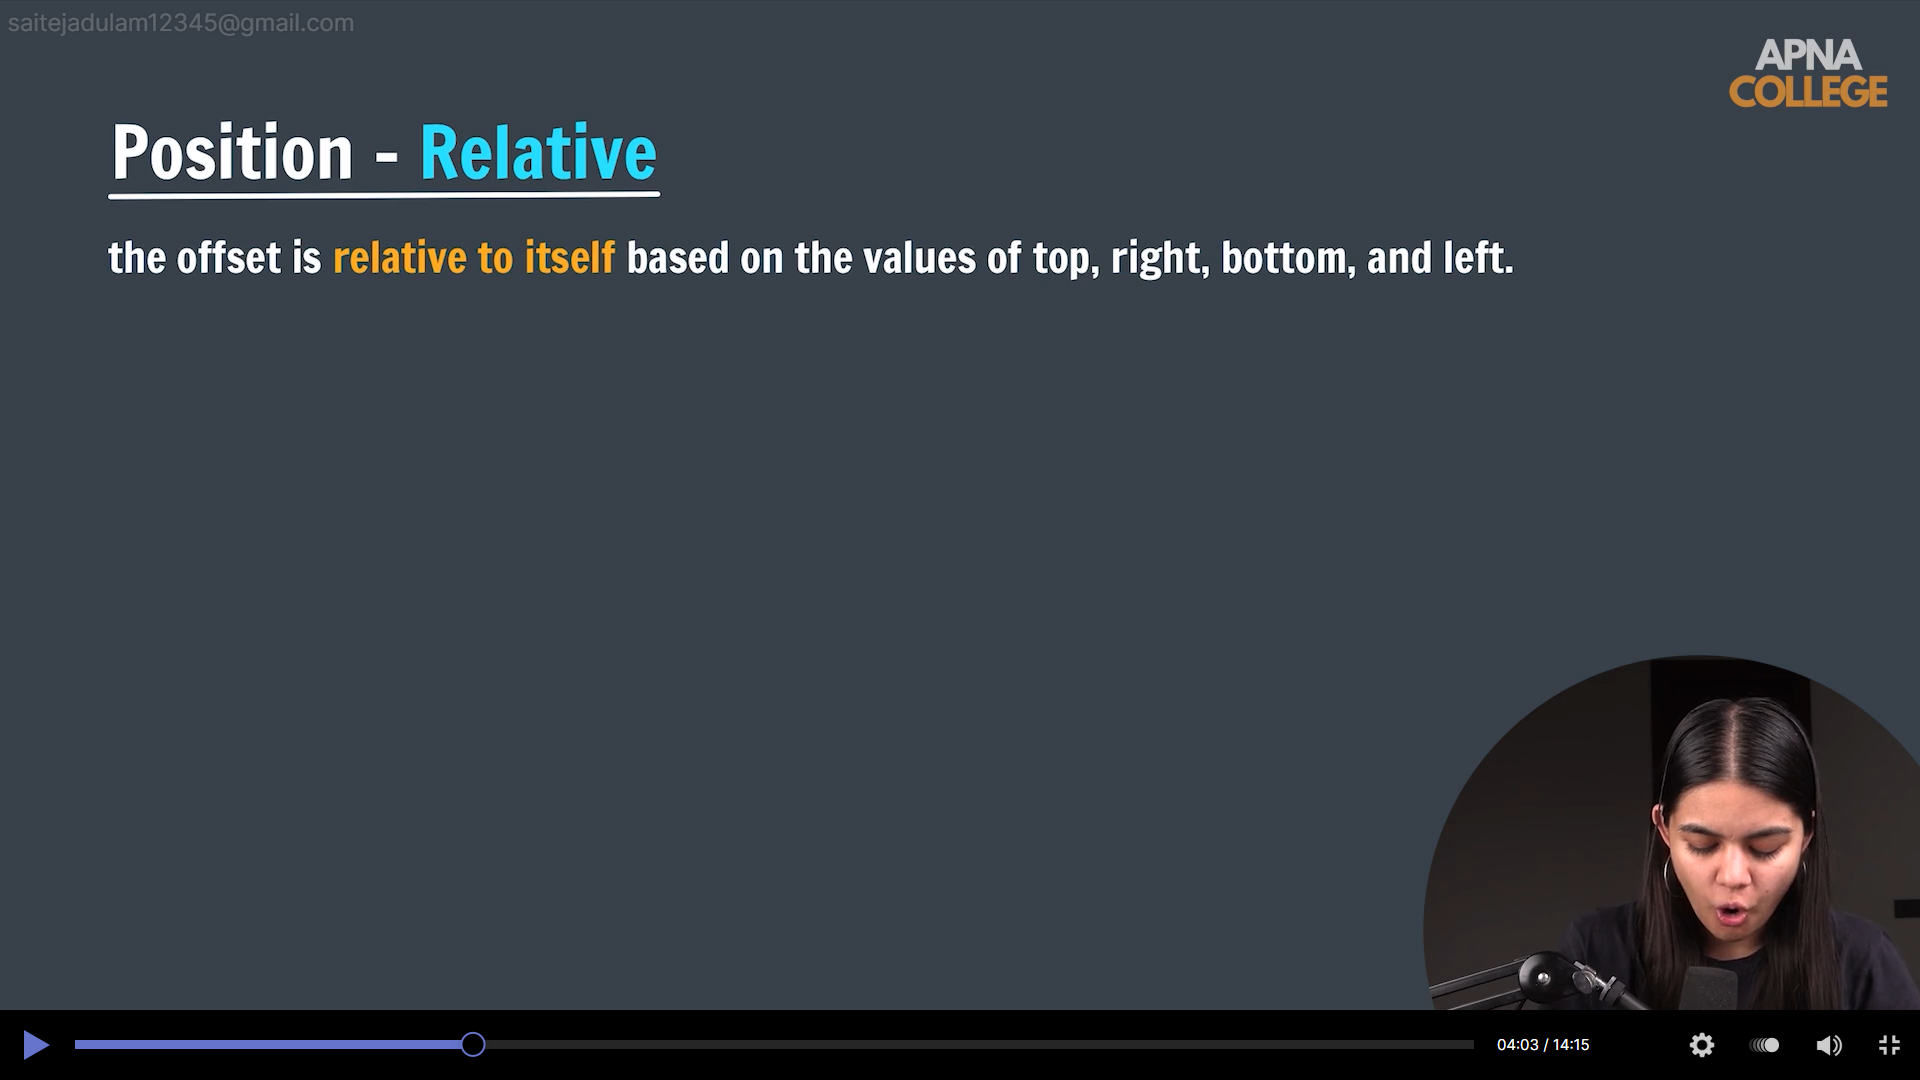 saitejadulam12345@gmail.com
APNA
COLLEGE
Position - Relative
the offset is relative to itself based on the values of top, right, bottom, and left.
04:03 / 14:15